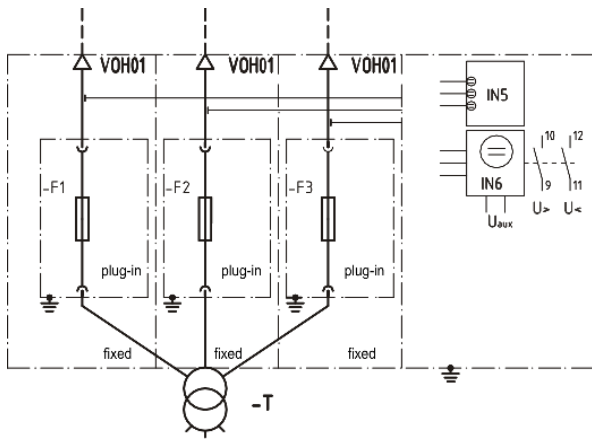 VOH01 VOH01 VOH01
IN5
10 12
-F1 -F2 -F3
IN6
9 11
Uaux U> U<
plug-in plug-in plug-in
fixed fixed fixed
-T